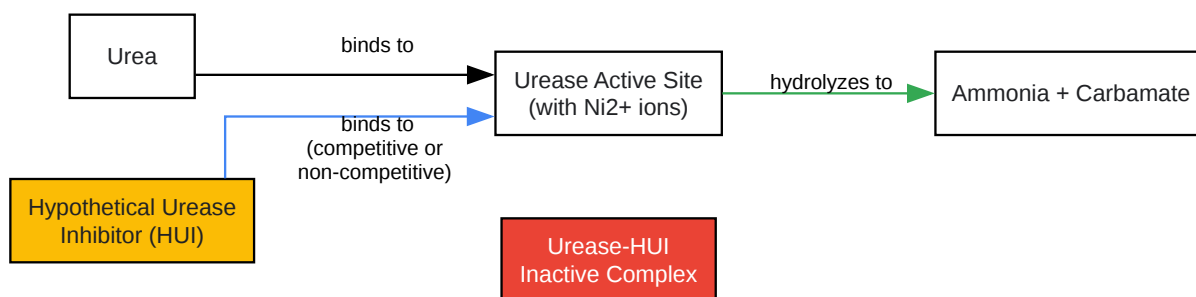 Urea
binds to
Urease Active Site
(with Ni2+ ions)
hydrolyzes to
Ammonia + Carbamate
binds to
(competitive or
non-competitive)
Hypothetical Urease
Inhibitor (HUI)
Urease-HUI
Inactive Complex